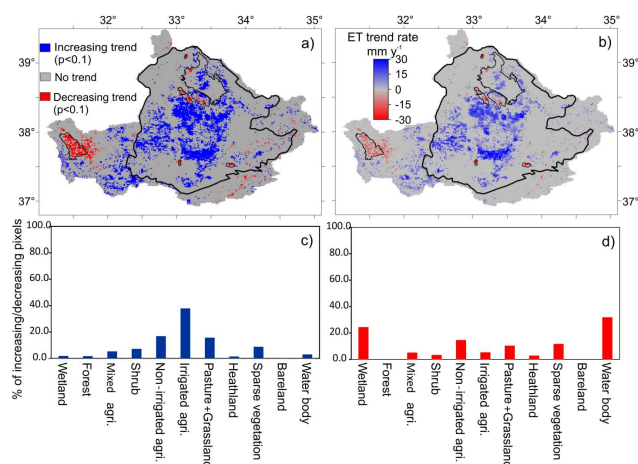 32° 33° 34° 35° 32° 33° 34° 35°
Increasing trend (p<0.1)
No trend
Decreasing trend (p<0.1)
a)
39°
38°
37°
ET trend rate
mm y-1
30
15
0
-15
-30
b)
39°
38°
37°
% of increasing/decreasing pixels
100.0
80.0
60.0
40.0
20.0
0.0
c)
Wetland
Forest
Mixed agri.
Shrub
Non-irrigated agri.
Irrigated agri.
Pasture+Grassland
Heathland
Sparse vegetation
Bareland
Water body
100.0
80.0
60.0
40.0
20.0
0.0
d)
Wetland
Forest
Mixed agri.
Shrub
Non-irrigated agri.
Irrigated agri.
Pasture+Grassland
Heathland
Sparse vegetation
Bareland
Water body